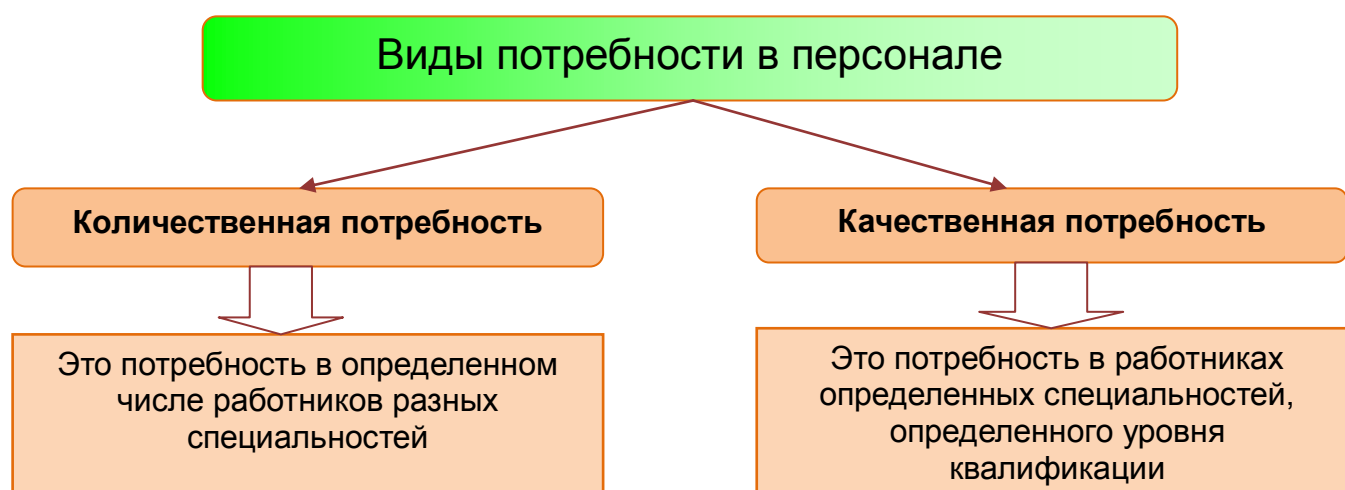 Виды потребности в персонале
Количественная потребность
Качественная потребность
Это потребность в определенном
числе работников разных
специальностей
Это потребность в работниках
определенных специальностей,
определенного уровня
квалификации